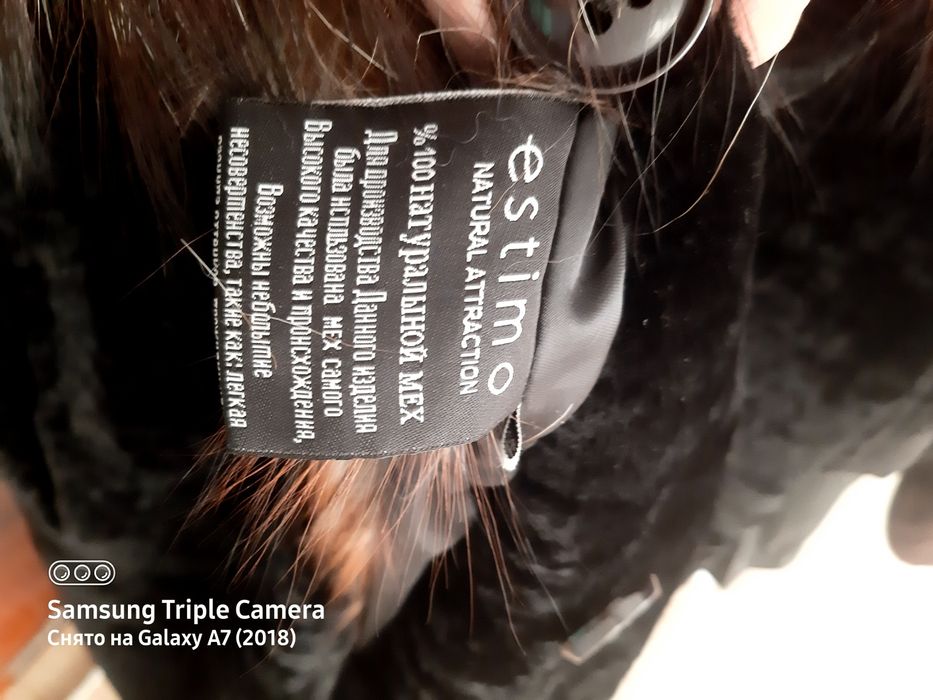 estimo
NATURAL ATTRACTION
% 100 натуральной мех
Для производства Данного изделия
была использована мех самого
Высокого качества и происхождения,
Возможны небольшие
несовершенства, такие как: легкая
Samsung Triple Camera
Снято на Galaxy A7 (2018)